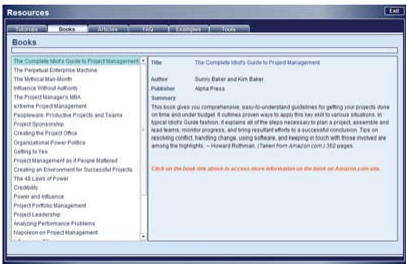 Resources
Exit
Tutorials Books Articles FAQ Examples Tools
Books
The Complete Idiot's Guide to Project Management
The Perpetual Enterprise Machine
The Mythical Man-Month
Influence Without Authority
The Project Manager's MBA
eXtreme Project Management
Peopleware: Productive Projects and Teams
Project Sponsorship
Creating the Project Office
Organizational Power Politics
Getting to Yes
Project Management as if People Mattered
Creating an Environment for Successful Projects
The 48 Laws of Power
Credibility
Power and Influence
Project Portfolio Management
Project Leadership
Analyzing Performance Problems
Napoleon on Project Management
Title The Complete Idiot's Guide to Project Management
Author Sunny Baker and Kim Baker
Publisher Alpha Press
Summary
This book gives you comprehensive, easy-to-understand guidelines for getting your projects done
on time and under budget. It outlines proven ways to apply this key skill to various situations. In
typical Idiot's Guide fashion, it explains all of the steps necessary to plan a project, assemble and
lead teams, monitor progress, and bring resultant efforts to a successful conclusion. Tips on
resolving conflict, handling change, using software, and keeping in touch with those involved are
among the highlights. -- Howard Rothman. (Taken from Amazon.com.) 352 pages.
Click on the book title above to access more information on the book on Amazon.com site.